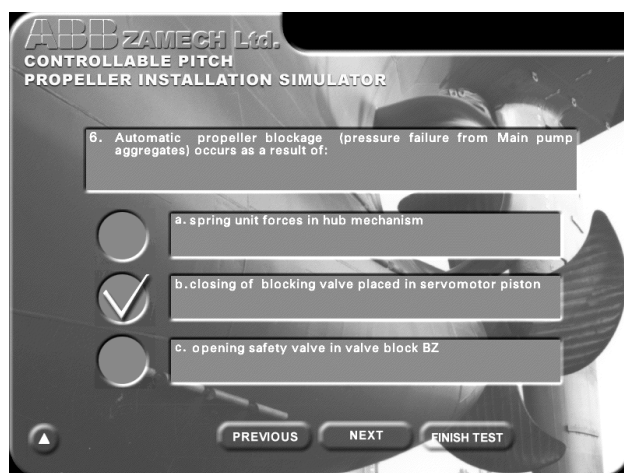 ABB ZAMECH Ltd.
CONTROLLABLE PITCH
PROPELLER INSTALLATION SIMULATOR
6. Automatic propeller blockage (pressure failure from Main pump
aggregates) occurs as a result of:
a. spring unit forces in hub mechanism
b. closing of blocking valve placed in servomotor piston
c. opening safety valve in valve block BZ
PREVIOUS NEXT FINISH TEST